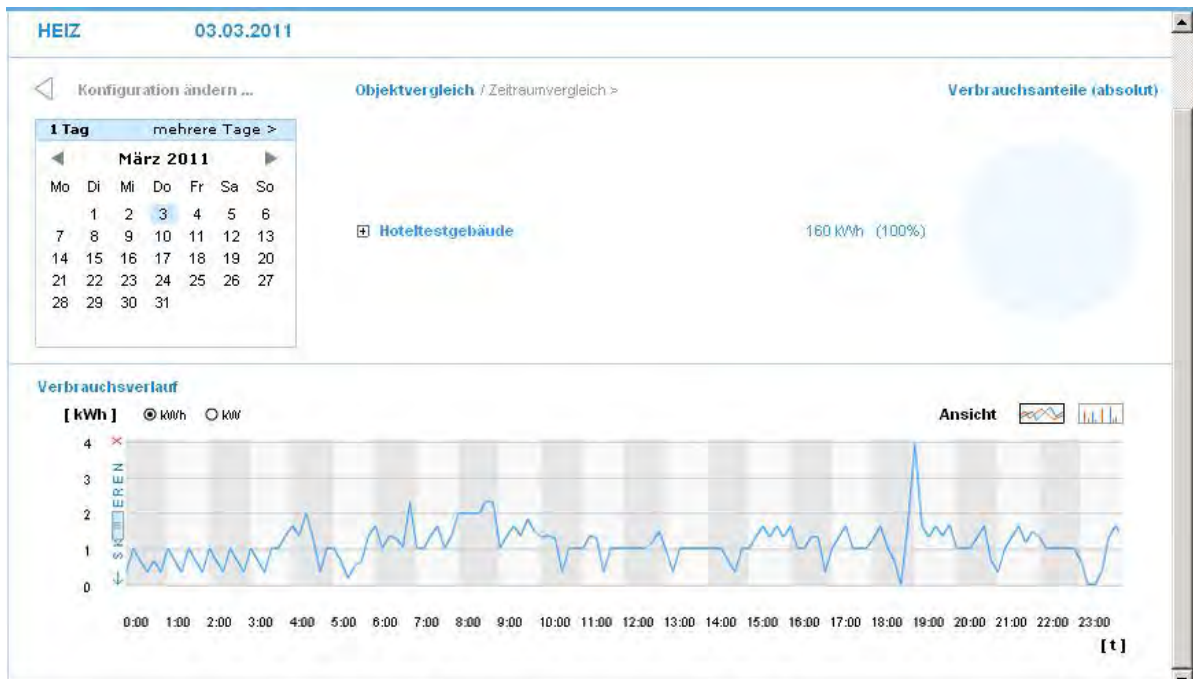 HEIZ 03.03.2011
Konfiguration ändern ...
Objektvergleich / Zeitraumvergleich >
Verbrauchsanteile (absolut)
1 Tag mehrere Tage >
März 2011
Mo Di Mi Do Fr Sa So
1 2 3 4 5 6
7 8 9 10 11 12 13
14 15 16 17 18 19 20
21 22 23 24 25 26 27
28 29 30 31
Hoteltestgebäude 160 kWh (100%)
Verbrauchsverlauf
[ kWh ] kWh kW
Ansicht
4
3
2
1
0
0:00 1:00 2:00 3:00 4:00 5:00 6:00 7:00 8:00 9:00 10:00 11:00 12:00 13:00 14:00 15:00 16:00 17:00 18:00 19:00 20:00 21:00 22:00 23:00
[ t ]